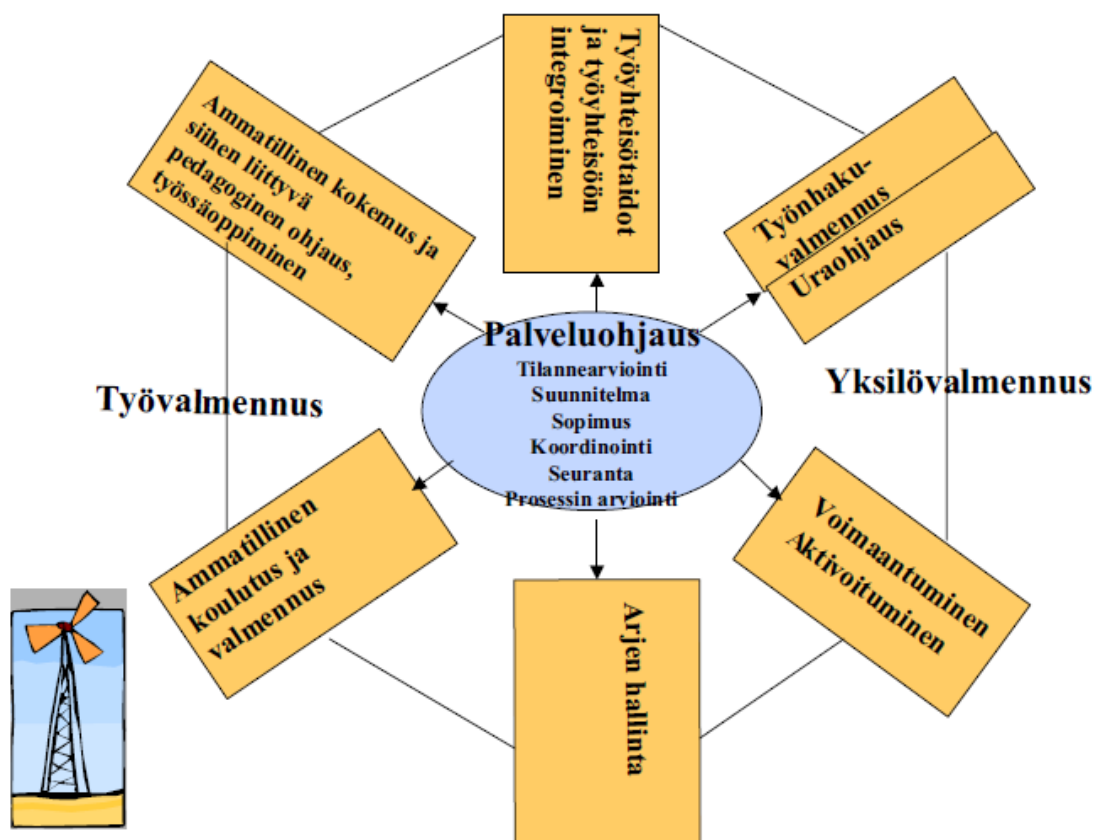 Työyhteisötaidot
ja työyhteisöön
integroiminen
Ammatillinen kokemus ja
siihen liittyvä
pedagoginen ohjaus,
työssäoppiminen
Työnhaku-
valmennus
Uraohjaus
Palveluohjaus
Tilannearviointi
Suunnitelma
Sopimus
Koordinointi
Seuranta
Prosessin arviointi
Työvalmennus
Yksilövalmennus
Ammatillinen
koulutus ja
valmennus
Voimaantuminen
Aktivoituminen
Arjen hallinta